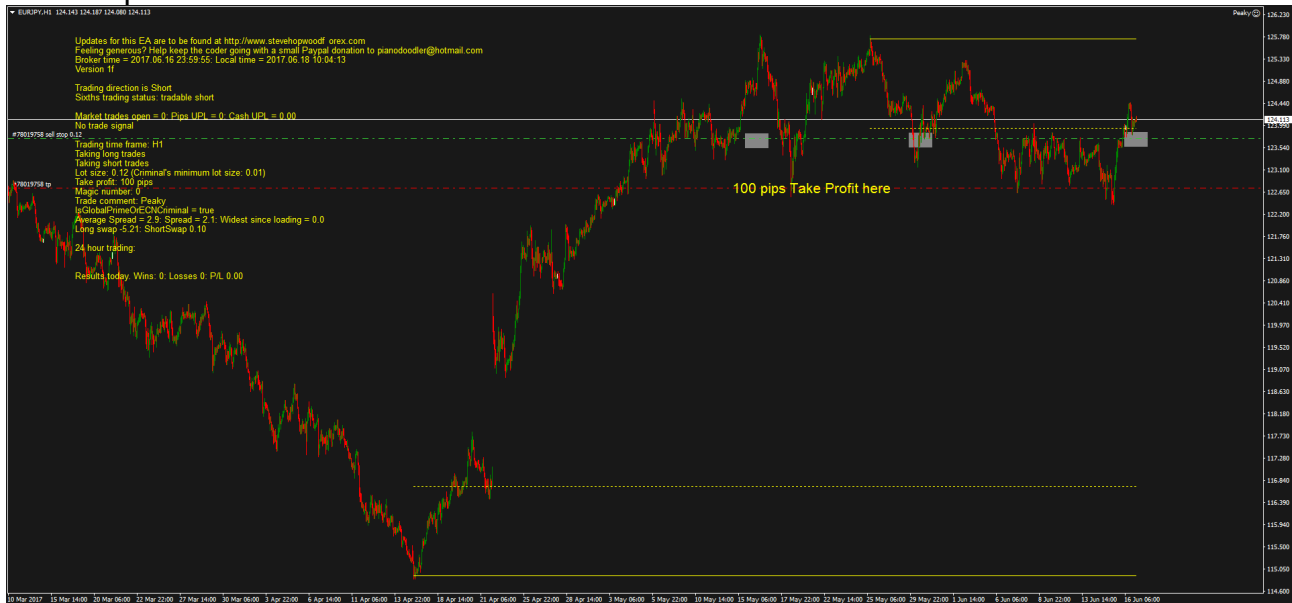 EURJPY,H1 124.143 124.187 124.080 124.113
Peaky
Updates for this EA are to be found at http://www.stevehopwoodf orex.com
Feeling generous? Help keep the coder going with a small Paypal donation to pianodoodler@hotmail.com
Broker time = 2017.06.16 23:59:55: Local time = 2017.06.18 10:04:13
Version 1f
Trading direction is Short
Sixths trading status: tradable short
Market trades open = 0: Pips UPL = 0: Cash UPL = 0.00
No trade signal
#78019758 sell stop 0.12
Trading time frame: H1
Taking long trades
Taking short trades
Lot size: 0.12 (Criminal's minimum lot size: 0.01)
Take profit: 100 pips
#78019758 tp
Magic number: 0
Trade comment: Peaky
IsGlobalPrimeOrECNCriminal = true
Average Spread = 2.9: Spread = 2.1: Widest since loading = 0.0
Long swap -5.21: ShortSwap 0.10
24 hour trading:
Results today. Wins: 0: Losses 0: P/L 0.00
100 pips Take Profit here
126.230
125.780
125.330
124.880
124.440
124.113
123.990
123.540
123.100
122.650
122.200
121.760
121.310
120.860
120.410
119.970
119.520
119.070
118.630
118.180
117.730
117.280
116.840
116.390
115.940
115.500
115.050
114.600
10 Mar 2017 15 Mar 14:00 20 Mar 06:00 22 Mar 22:00 27 Mar 14:00 30 Mar 06:00 3 Apr 22:00 6 Apr 14:00 11 Apr 06:00 13 Apr 22:00 18 Apr 14:00 21 Apr 06:00 25 Apr 22:00 28 Apr 14:00 3 May 06:00 5 May 22:00 10 May 14:00 15 May 06:00 17 May 22:00 22 May 14:00 25 May 06:00 29 May 22:00 1 Jun 14:00 6 Jun 06:00 8 Jun 22:00 13 Jun 14:00 16 Jun 06:00